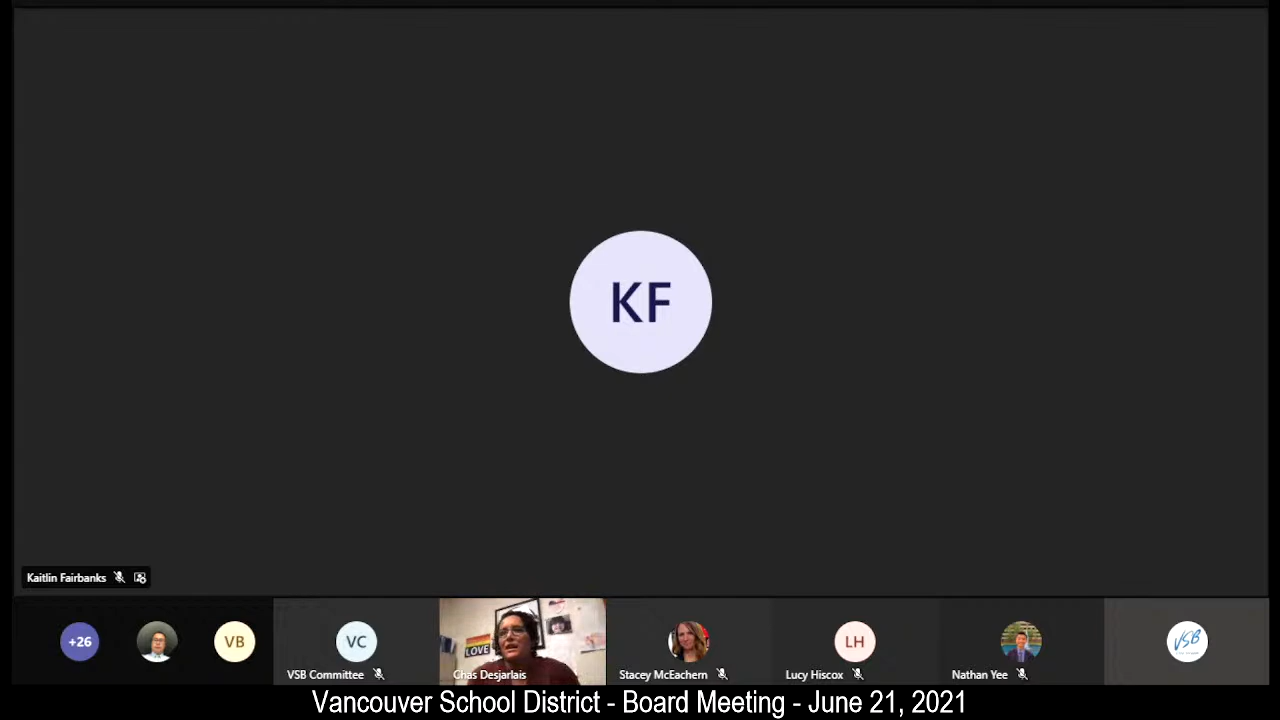 KF
Kaitlin Fairbanks
+26
VB
VC
VSB Committee
LOVE
Chas Desjarlais
Stacey McEachern
LH
Lucy Hiscox
Nathan Yee
VSB
Vancouver School District - Board Meeting - June 21, 2021